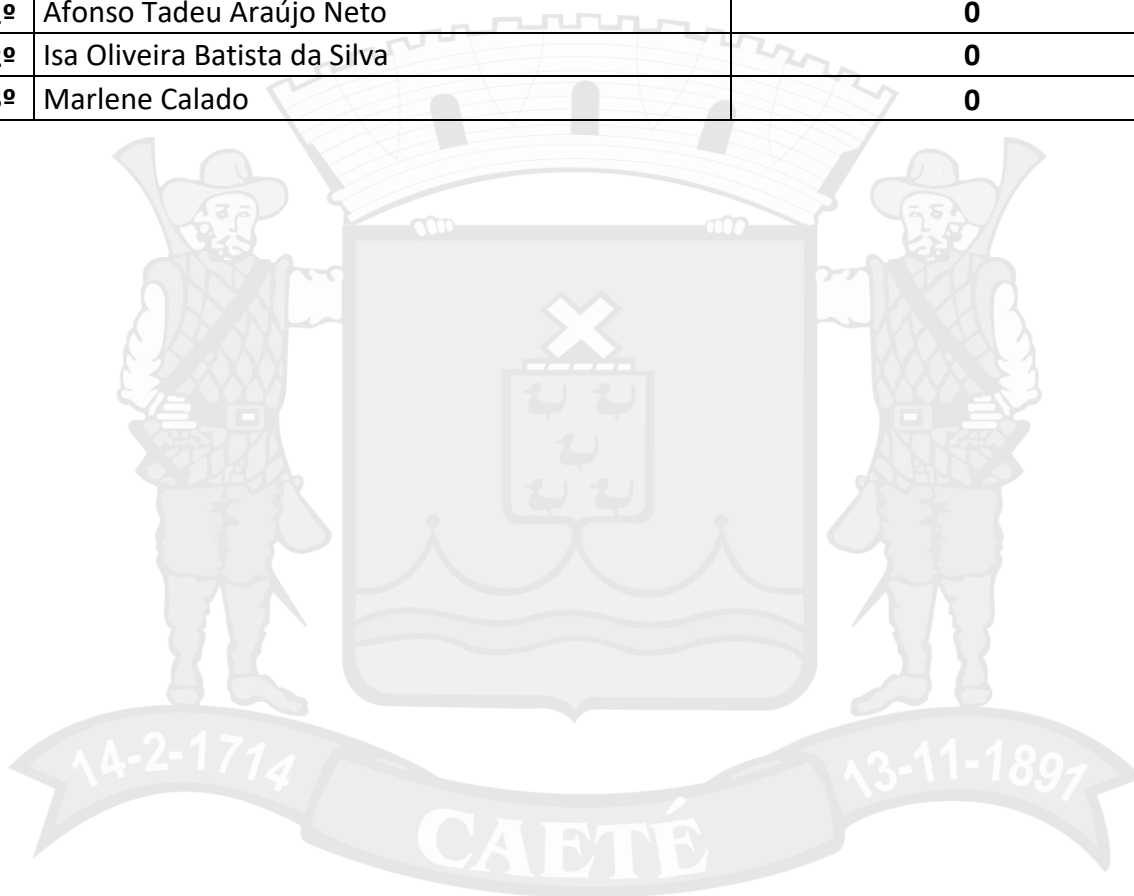 º Afonso Tadeu Araújo Neto 0
º Isa Oliveira Batista da Silva 0
º Marlene Calado 0
14-2-1714 CAETÉ 13-11-1891